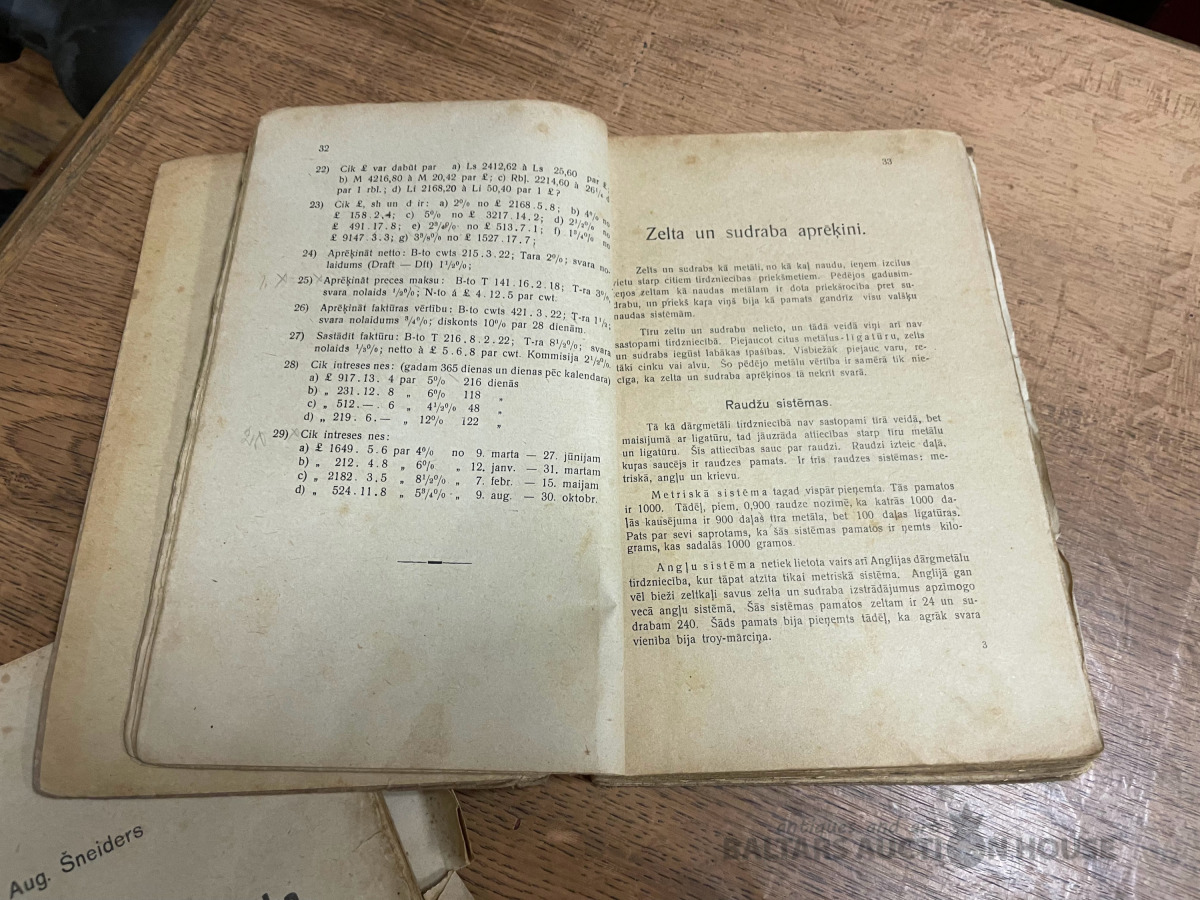 32
22) Cik £ var dabūt par a) Ls 2412,62 à Ls 25,60 par £,
b) M 4216,80 à M 20,42 par £; c) Rbļ. 2214,60 à
par 1 rbl.; d) Li 2168,20 à Li 50,40 par 1 £?
23) Cik £, sh un d ir: a) 2% no £ 2168.5.8; b) 4% no
£ 158.2.4; c) 5% no £ 3217.14.2; d) 2½% no
£ 491.17.8; e) no £ 513.7.1; f) no
£ 9147.3.3; g) no £ 1527.17.7;
24) Aprēķināt netto: B-to cwts 215.3.22; Tara 2%; svara no-
laidums (Draft — Dft) 1½%;
25) Aprēķināt preces maksu: B-to T 141.16.2.18; T-ra 3%,
svara nolaids ½%; N-to á £ 4.12.5 par cwt.
26) Aprēķināt faktūras vērtību: B-to cwts 421.3.22; T-ra
svara nolaidums ¾%; diskonts 10% par 28 dienām.
27) Sastādīt faktūru: B-to T 216.8.2.22; T-ra 8½%; svara
nolaids ½%; netto à £ 5.6.8 par cwt. Kommisija 2½%.
28) Cik intreses nes: (gadam 365 dienas un dienas pēc kalendara)
a) £ 917.13. 4 par 5% 216 dienās
b) „ 231.12. 8 „ 6% 118 „
c) „ 512.—. 6 „ 4½% 48 „
d) „ 219. 6.— „ 12% 122 „
29) Cik intreses nes:
a) £ 1649. 5.6 par 4% no 9. marta — 27. jūnijam
b) „ 212. 4.8 „ 6% „ 12. janv. — 31. martam
c) „ 2182. 3.5 „ 8½% „ 7. febr. — 15. maijam
d) „ 524.11.8 „ 5¾% „ 9. aug. — 30. oktobr.
33
Zelta un sudraba aprēķini.
Zelts un sudrabs kā metāli, no kā kaļ naudu, ieņem izcilus
vietu starp citiem tirdzniecības priekšmetiem. Pēdējos gadusim-
teņos zeltam kā naudas metālam ir dota priekārocība pret su-
drabu, un priekš kaŗa viņā bija kā pamats gandrīz visu valšķu
naudas sistēmām.
Tīru zeltu un sudrabu nelieto, un tādā veidā viņi arī nav
sastopami tirdzniecībā. Piejaucot citus metālus-ligatūru, zelts
un sudrabs iegūst labākas īpašības. Visbiežāk piejauc varu, re-
tāki cinku vai alvu. Šo pēdējo metālu vērtība ir samērā tik nie-
cīga, ka zelta un sudraba aprēķinos tā nekrīt svarā.
Raudžu sistēmas.
Tā kā dārgmetāli tirdzniecībā nav sastopami tīrā veidā, bet
maisījumā ar ligatūru, tad jāuzrāda attiecības starp tīru metālu
un ligatūru. Šīs attiecības sauc par raudzi. Raudzi izteic daļā,
kuŗas saucējs ir raudzes pamats. Ir trīs raudzes sistēmas: me-
triskā, angļu un krievu.
Metriskā sistēma tagad vispār pieņemta. Tās pamatos
ir 1000. Tādēļ, piem. 0,900 raudze nozīmē, ka katrās 1000 da-
ļās kausējuma ir 900 daļas tīra metāla, bet 100 daļas ligatūras.
Pats par sevi saprotams, ka šās sistēmas pamatos ir ņemts kilo-
grams, kas sadalās 1000 gramos.
Angļu sistēma netiek lietota vairs arī Anglijas dārgmetālu
tirdzniecībā, kur tāpat atzīta tikai metriskā sistēma. Anglijā gan
vēl bieži zeltkaļi savus zelta un sudraba izstrādājumus apzīmogo
vecā angļu sistēmā. Šās sistēmas pamatos zeltam ir 24 un su-
drabam 240. Šāds pamats bija pieņemts tādēļ, ka agrāk svara
vienība bija troy-mārciņa.
3
Aug. Šneiders
antiques and art
BALTARS AUCTION HOUSE